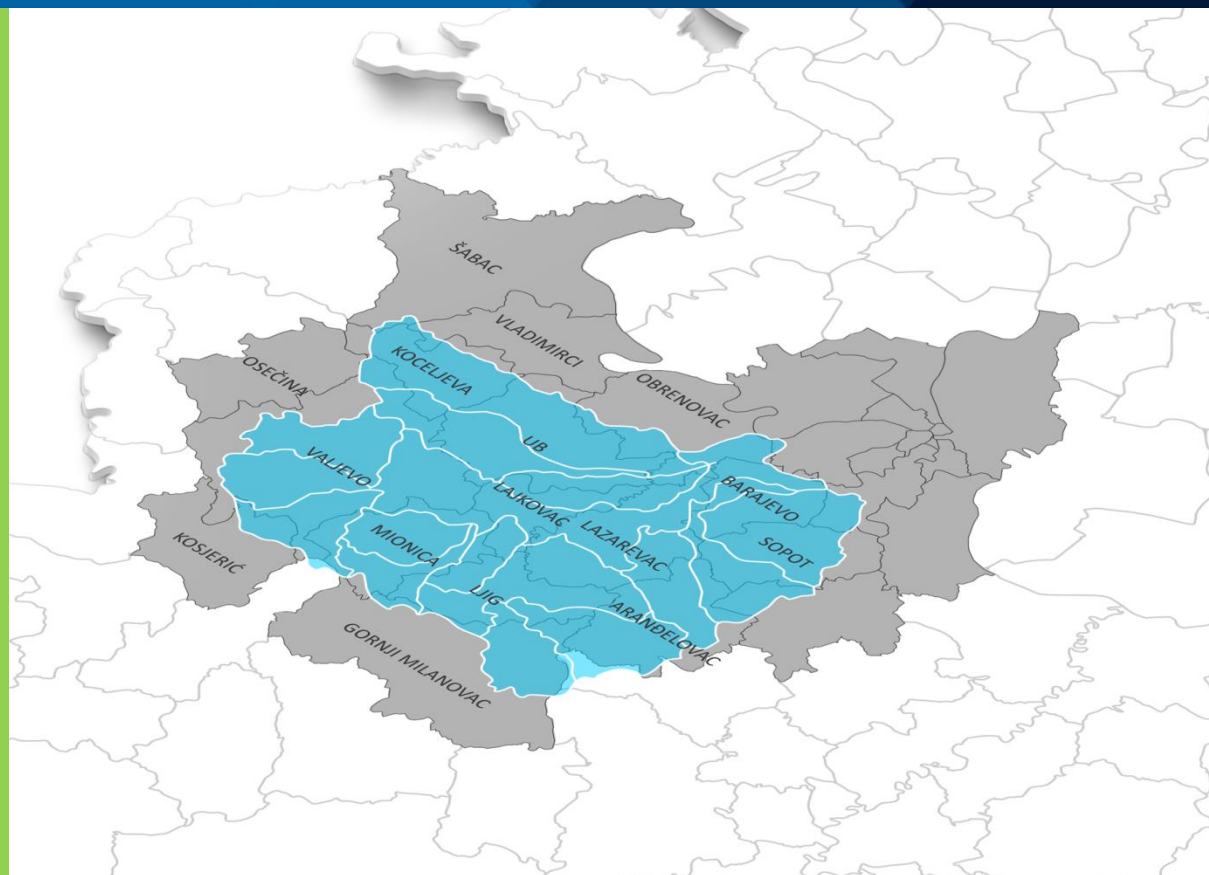 ŠABAC
VLADIMIRCI
OSEČINA
KOCELJEVA
OBRENOVAC
UB
VALJEVO
BARAJEVO
LAJKOVAC
LAZAREVAC
SOPOT
MIONICA
KOSJERIĆ
LJIG
ARANĐELOVAC
GORNJI MILANOVAC